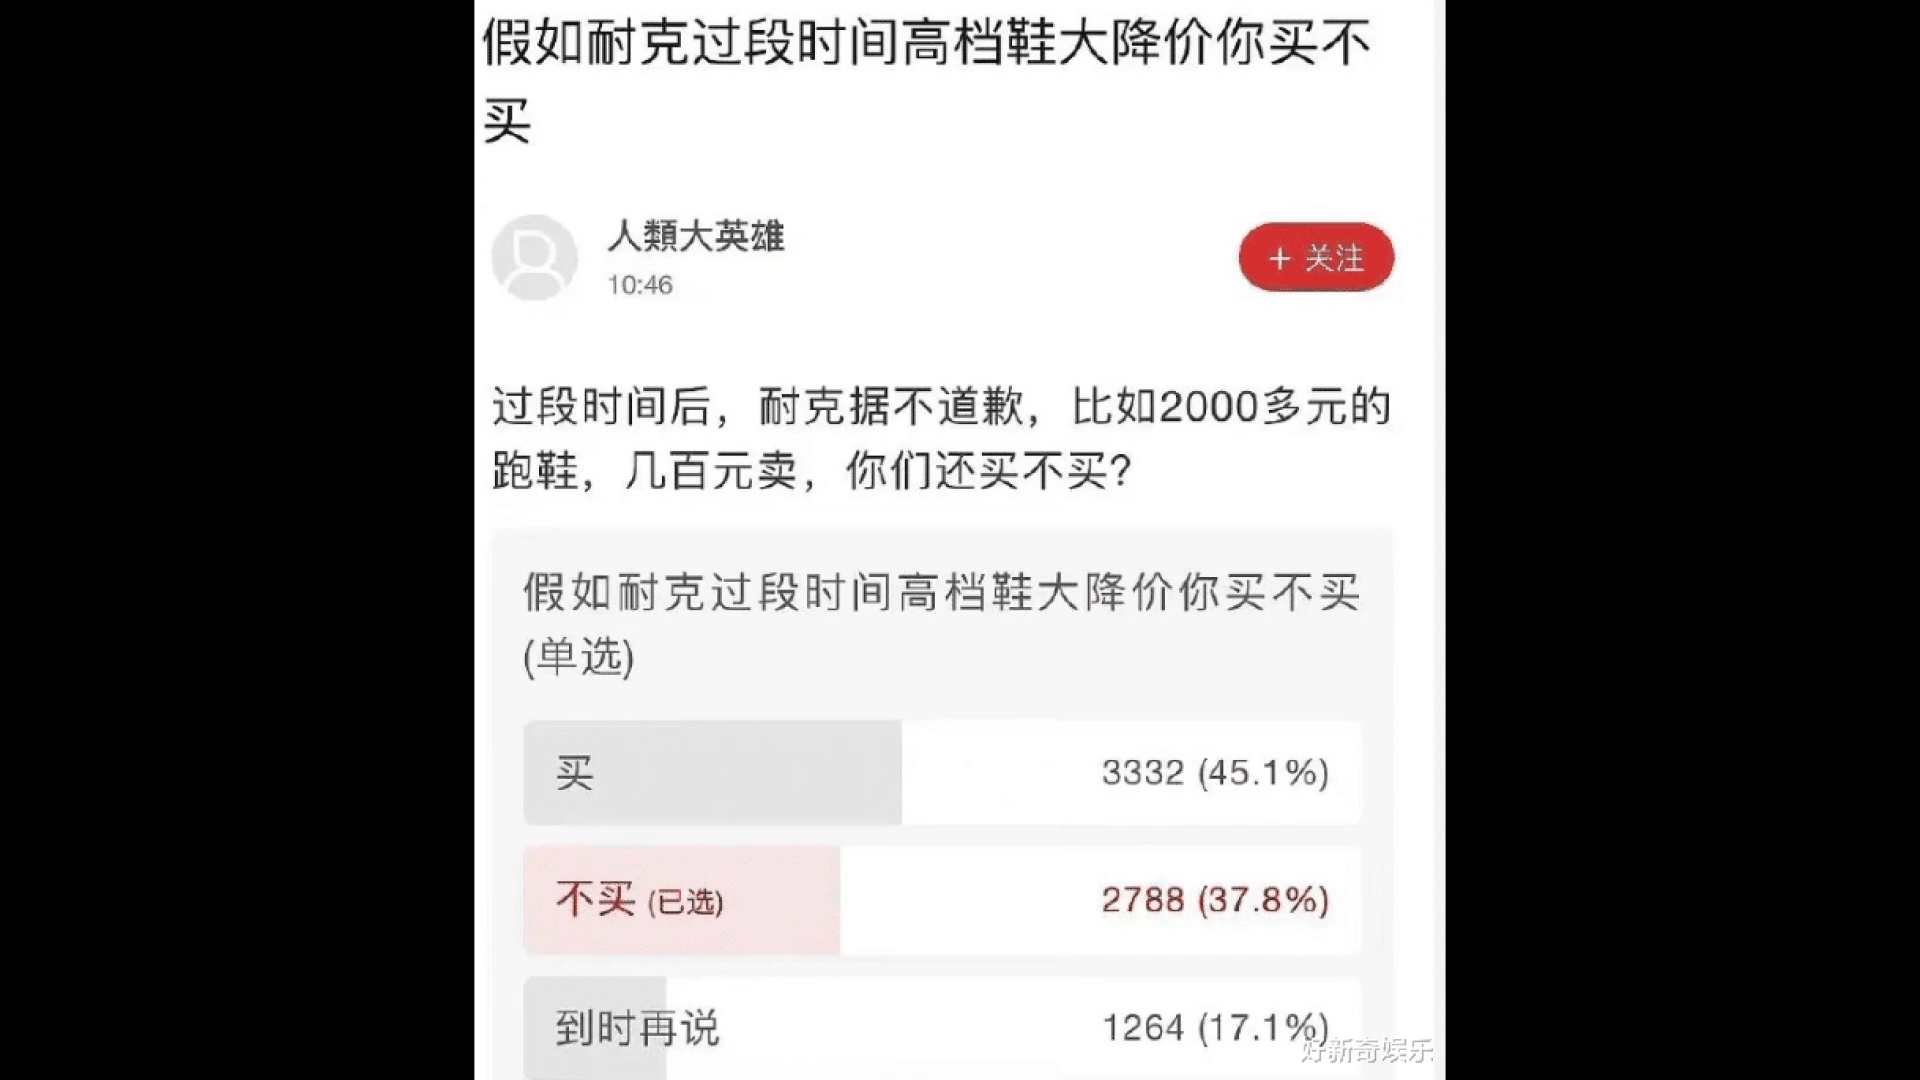 假如耐克过段时间高档鞋大降价你买不
买
人類大英雄
10:46
+ 关注
过段时间后，耐克据不道歉，比如2000多元的
跑鞋，几百元卖，你们还买不买？
假如耐克过段时间高档鞋大降价你买不买
(单选)
买 3332 (45.1%)
不买 (已选) 2788 (37.8%)
到时再说 1264 (17.1%)
好新奇娱乐